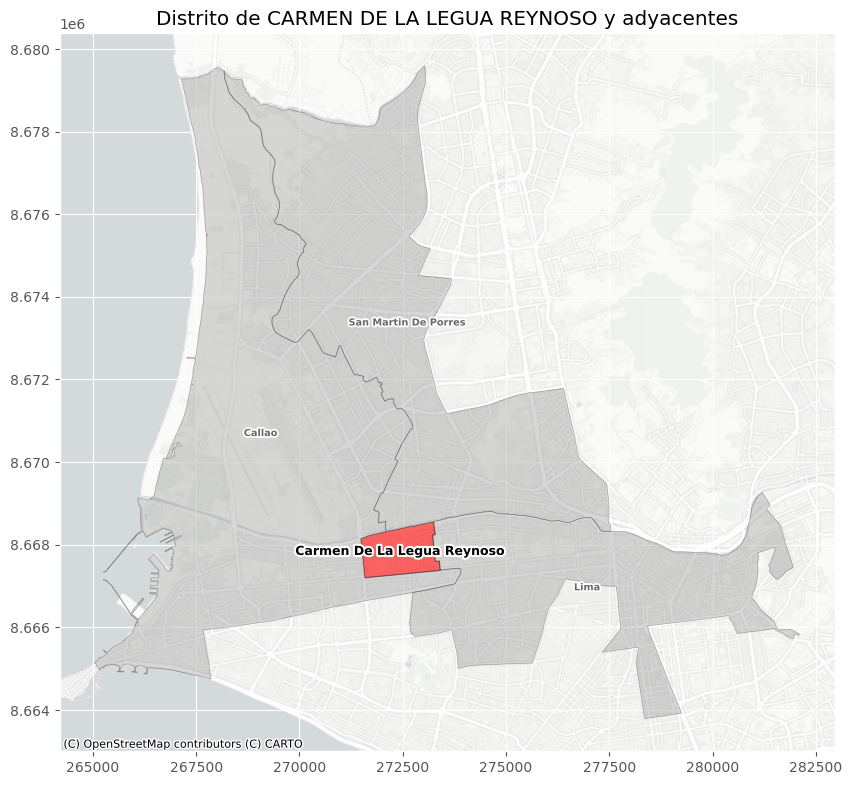 Distrito de CARMEN DE LA LEGUA REYNOSO y adyacentes
1e6
8.680
8.678
8.676
8.674
8.672
8.670
8.668
8.666
8.664
San Martin De Porres
Callao
Carmen De La Legua Reynoso
Lima
(C) OpenStreetMap contributors (C) CARTO
265000 267500 270000 272500 275000 277500 280000 282500